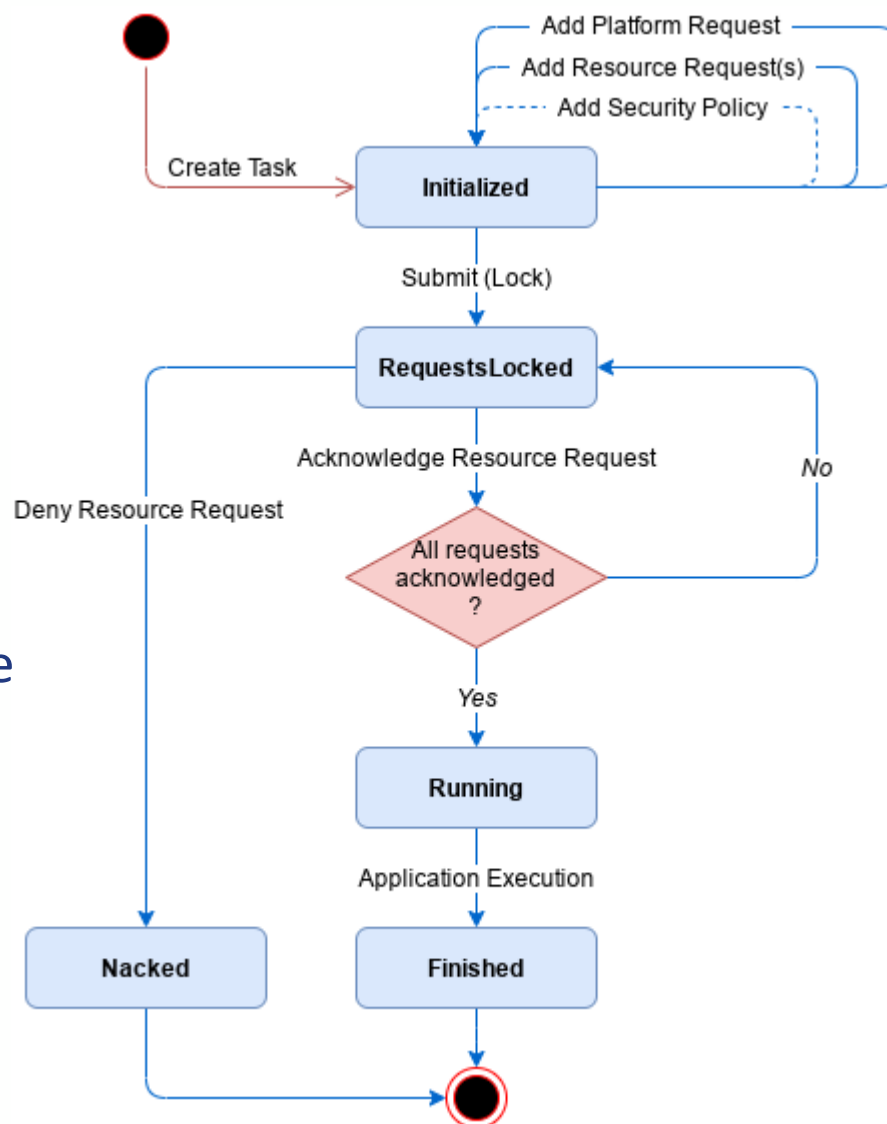 Add Platform Request
Add Resource Request(s)
Add Security Policy
Create Task
Initialized
Submit (Lock)
RequestsLocked
Acknowledge Resource Request
No
Deny Resource Request
All requests
acknowledged
?
e
Yes
Running
Application Execution
Nacked
Finished